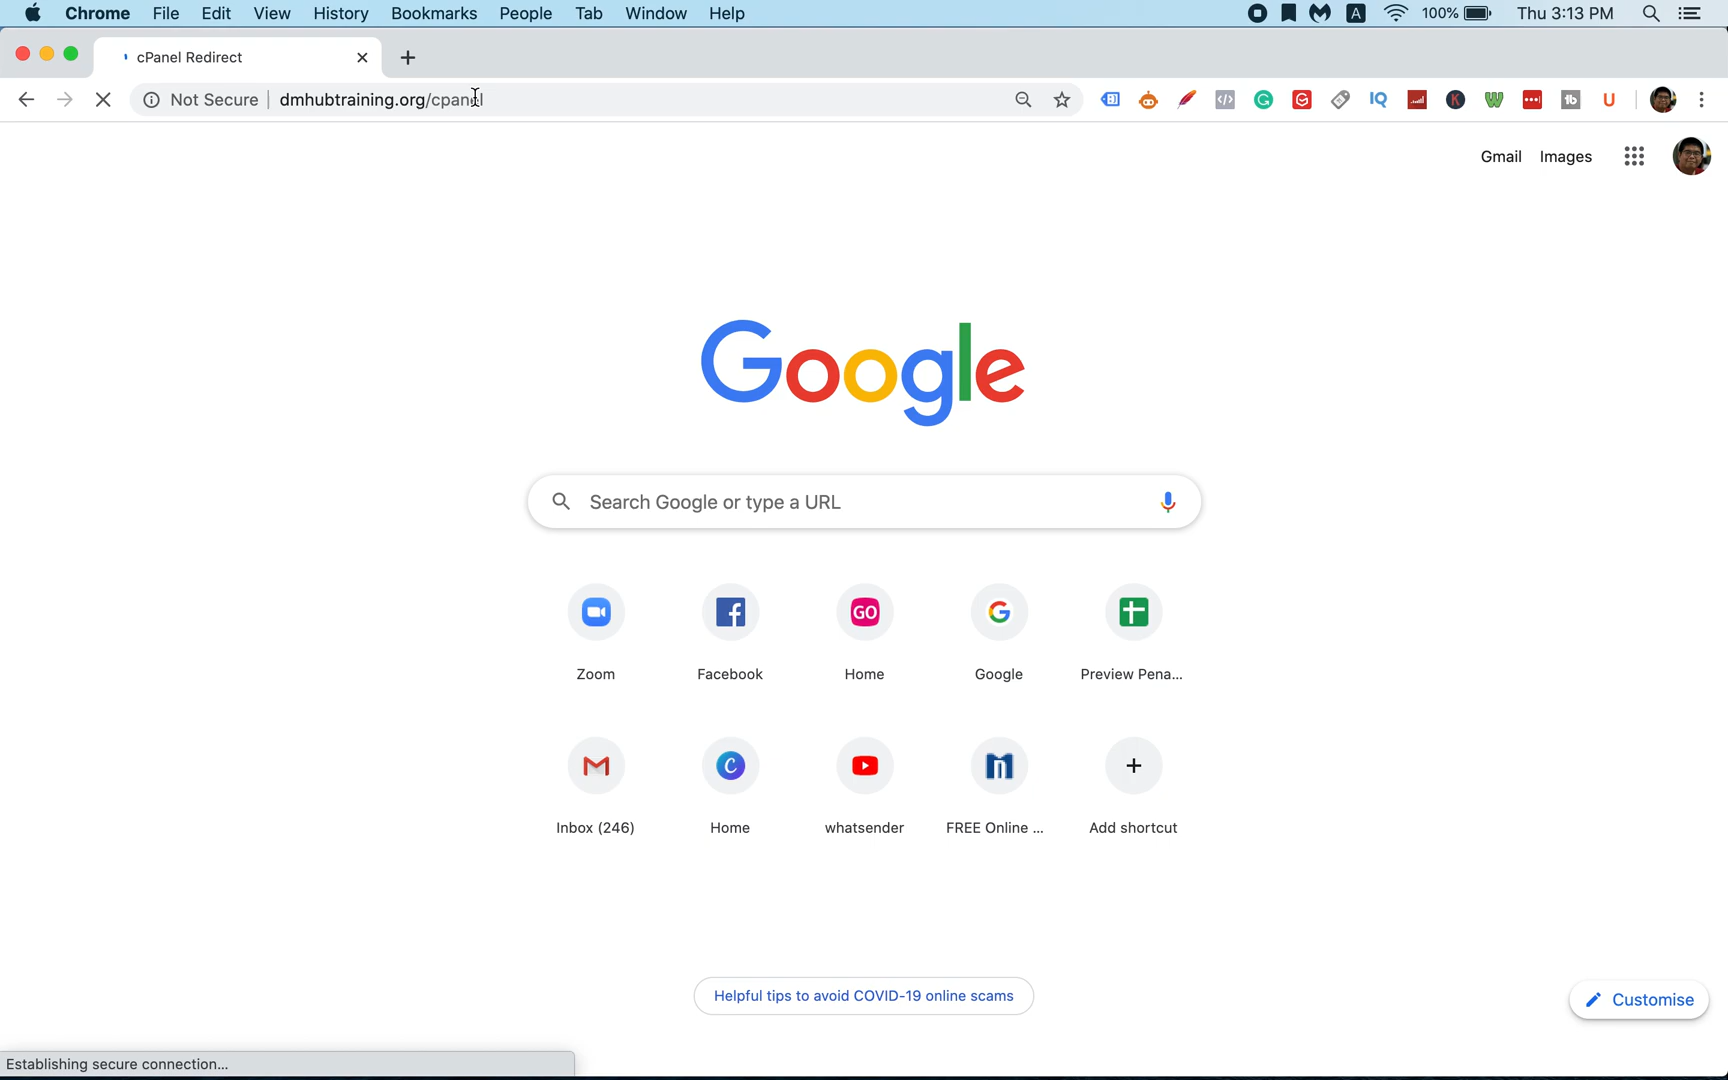 Chrome File Edit View History Bookmarks People Tab Window Help A 100% Thu 3:13 PM
cPanel Redirect
Not Secure | dmhubtraining.org/cpanel
Gmail Images
Google
Search Google or type a URL
GO
Zoom Facebook Home Google Preview Pena...
Inbox (246) Home whatsender FREE Online ... Add shortcut
Helpful tips to avoid COVID-19 online scams
Customise
Establishing secure connection...